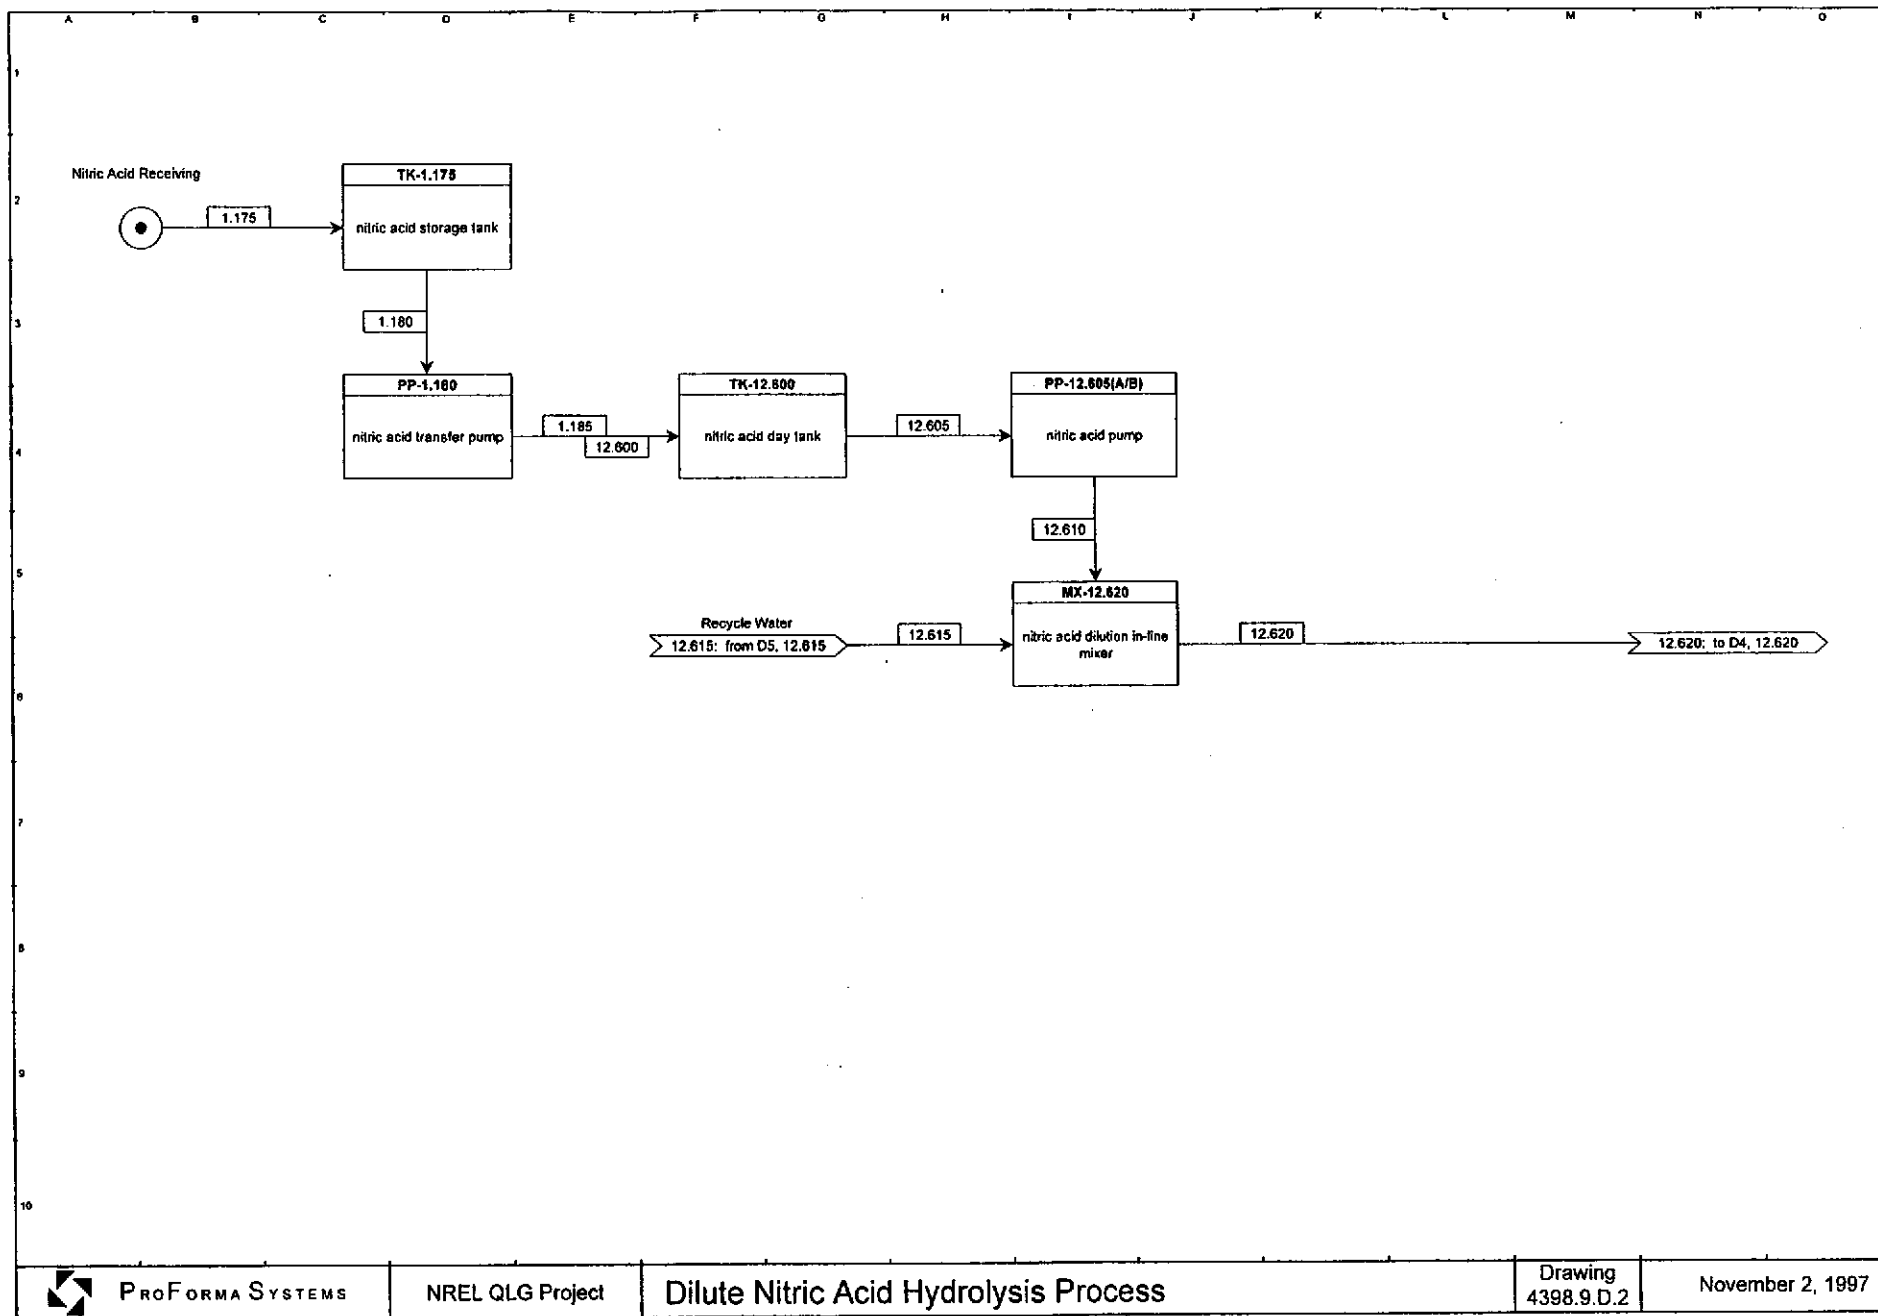 A B C D E F G H I J K L M N O
1
Nitric Acid Receiving
TK-1.175
2
1.175
nitric acid storage tank
3
1.180
PP-1.180
TK-12.600
PP-12.605(A/B)
1.185
12.605
nitric acid transfer pump
nitric acid day tank
nitric acid pump
12.600
4
12.610
5
MX-12.620
Recycle Water
12.615
nitric acid dilution in-line
mixer
12.620
12.615: from D5, 12.615
12.620: to D4, 12.620
6
7
8
9
10
PROFORMA SYSTEMS
NREL QLG Project
Dilute Nitric Acid Hydrolysis Process
Drawing
4398.9.D.2
November 2, 1997